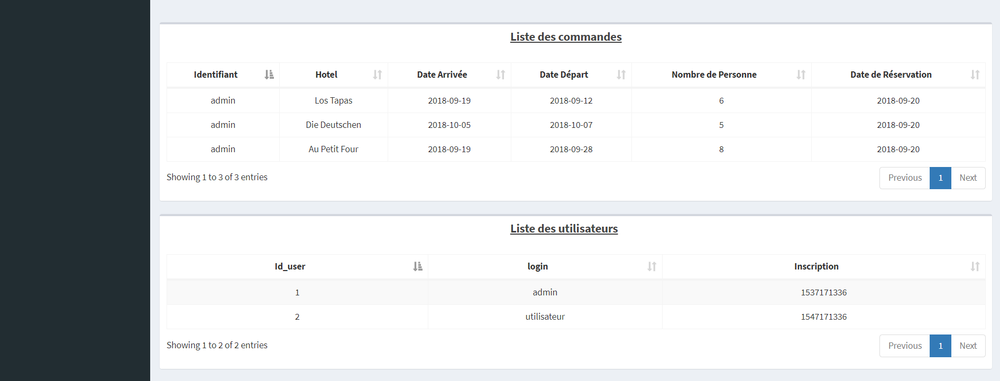 Liste des commandes
Identifiant Hotel Date Arrivée Date Départ Nombre de Personne Date de Réservation
admin Los Tapas 2018-09-19 2018-09-12 6 2018-09-20
admin Die Deutschen 2018-10-05 2018-10-07 5 2018-09-20
admin Au Petit Four 2018-09-19 2018-09-28 8 2018-09-20
Showing 1 to 3 of 3 entries Previous 1 Next
Liste des utilisateurs
Id_user login Inscription
1 admin 1537171336
2 utilisateur 1547171336
Showing 1 to 2 of 2 entries Previous 1 Next